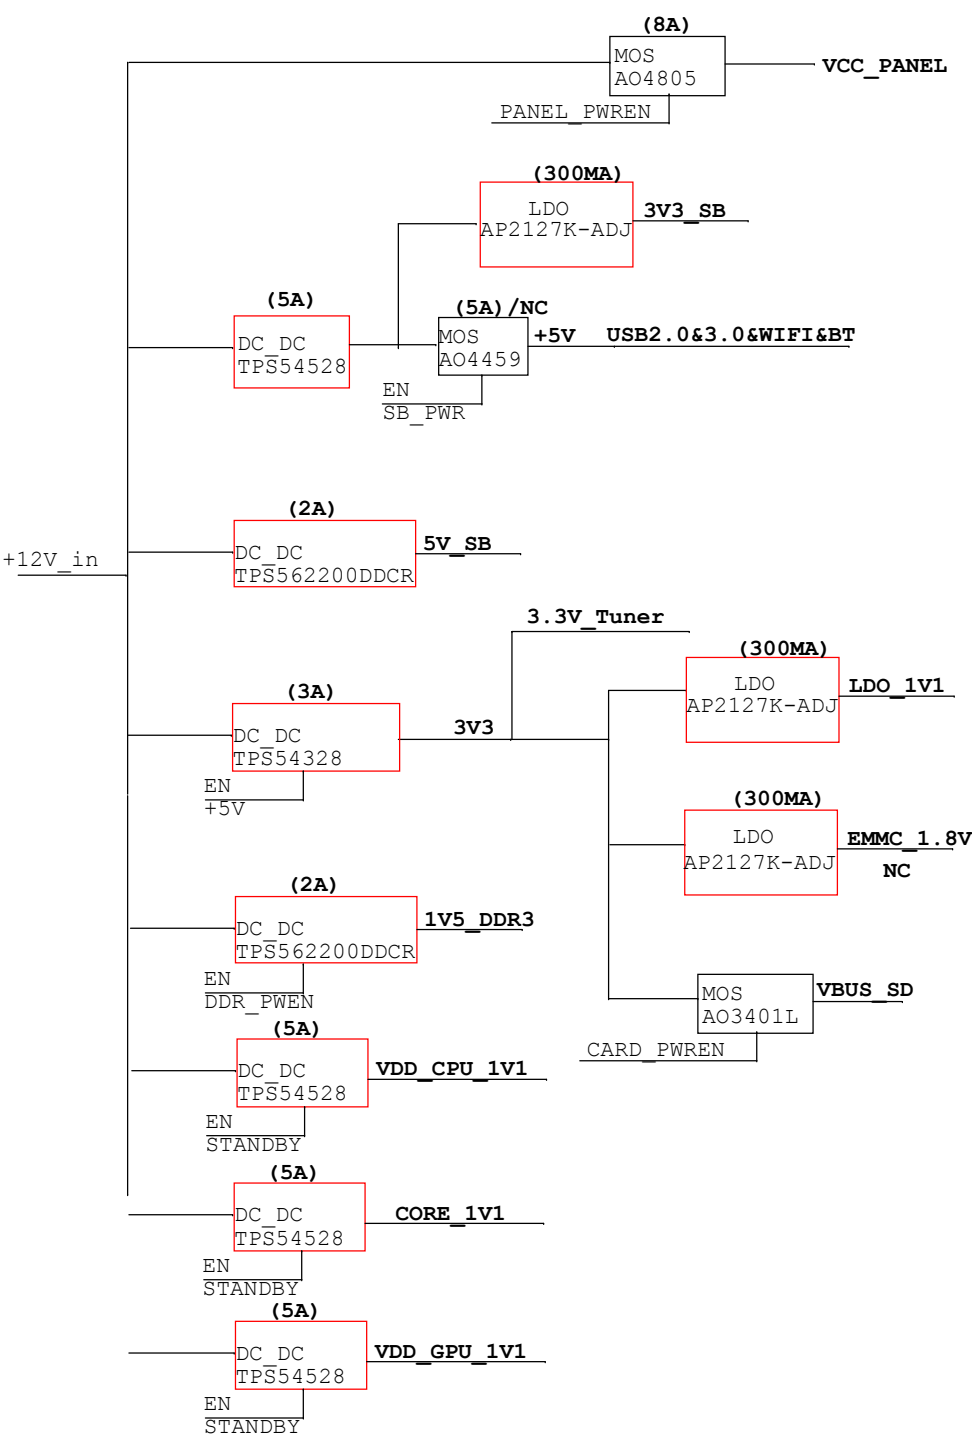 (8A)
MOS
AO4805
VCC_PANEL
PANEL_PWREN
(300MA)
LDO
AP2127K-ADJ
3V3_SB
(5A)
DC_DC
TPS54528
(5A)/NC
MOS
AO4459
+5V USB2.0&3.0&WIFI&BT
EN
SB_PWR
(2A)
DC_DC
TPS562200DDCR
5V_SB
+12V_in
3.3V_Tuner
(300MA)
LDO
AP2127K-ADJ
LDO_1V1
(3A)
DC_DC
TPS54328
3V3
EN
+5V
(300MA)
LDO
AP2127K-ADJ
EMMC_1.8V
NC
(2A)
DC_DC
TPS562200DDCR
1V5_DDR3
EN
DDR_PWEN
MOS
AO3401L
VBUS_SD
CARD_PWREN
(5A)
DC_DC
TPS54528
VDD_CPU_1V1
EN
STANDBY
(5A)
DC_DC
TPS54528
CORE_1V1
EN
STANDBY
(5A)
DC_DC
TPS54528
VDD_GPU_1V1
EN
STANDBY